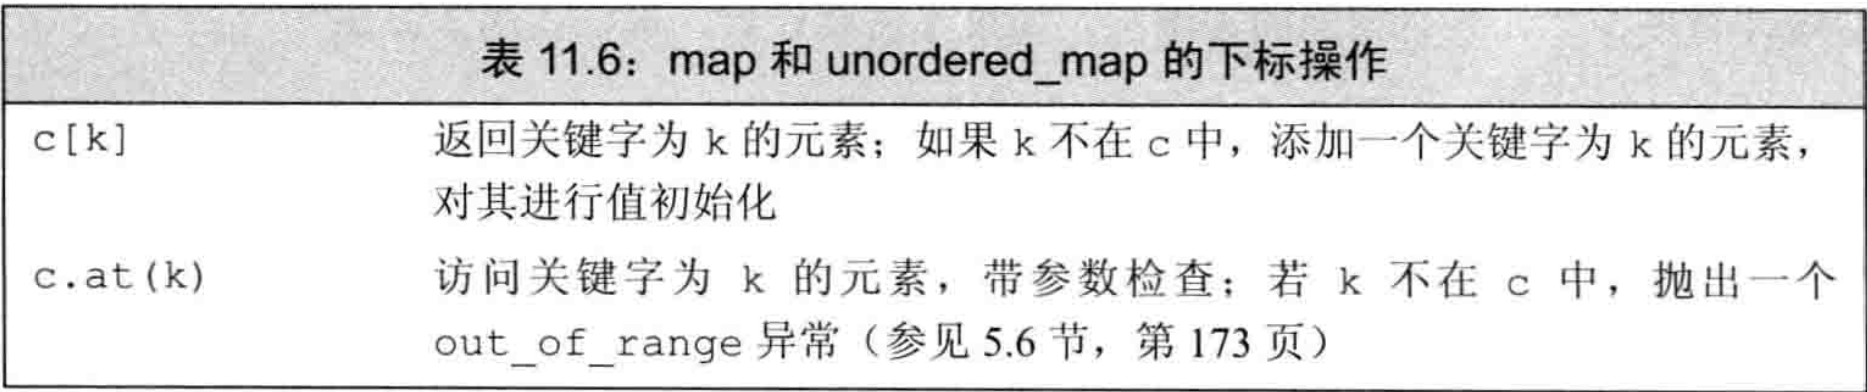 表 11.6：map 和 unordered_map 的下标操作
c[k] 返回关键字为 k 的元素；如果 k 不在 c 中，添加一个关键字为 k 的元素，
对其进行值初始化
c.at(k) 访问关键字为 k 的元素，带参数检查；若 k 不在 c 中，抛出一个
out_of_range 异常（参见 5.6 节，第 173 页）